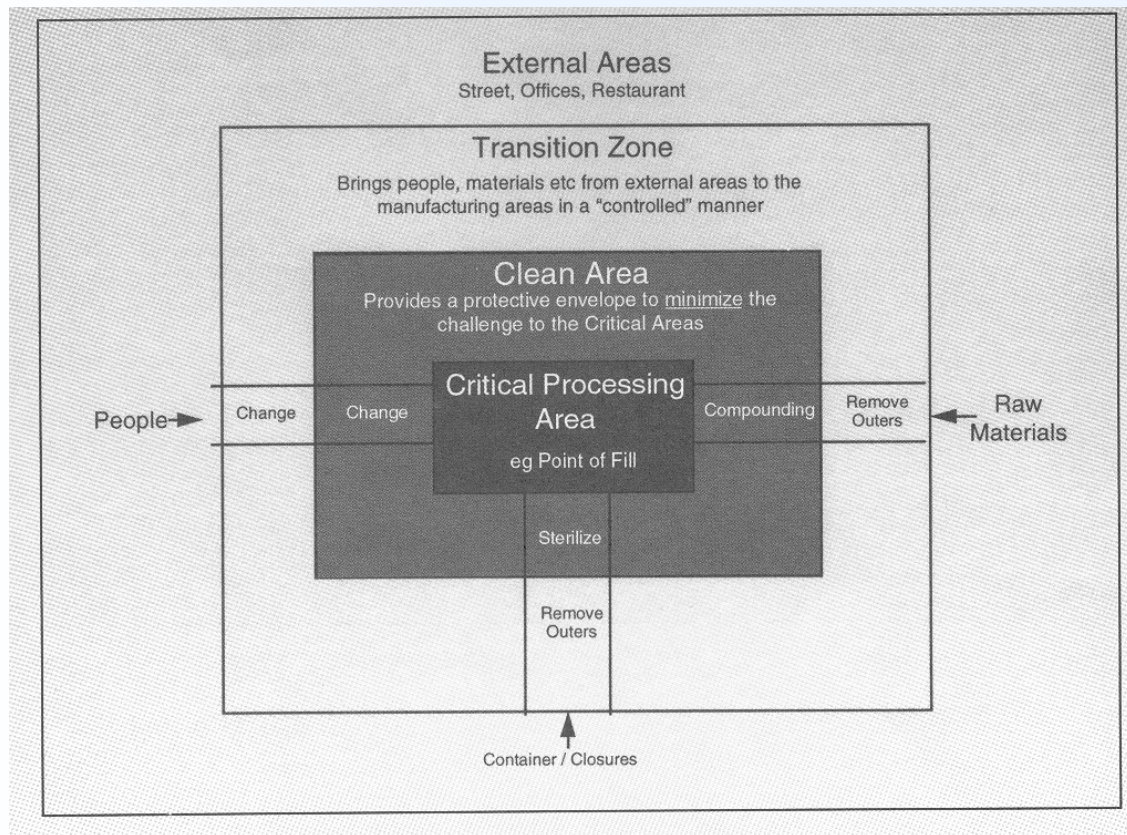 External Areas
Street, Offices, Restaurant
Transition Zone
Brings people, materials etc from external areas to the
manufacturing areas in a “controlled” manner
Clean Area
Provides a protective envelope to minimize the
challenge to the Critical Areas
Critical Processing
Area
eg Point of Fill
People
Change
Change
Compounding
Remove
Outers
Raw
Materials
Sterilize
Remove
Outers
Container / Closures